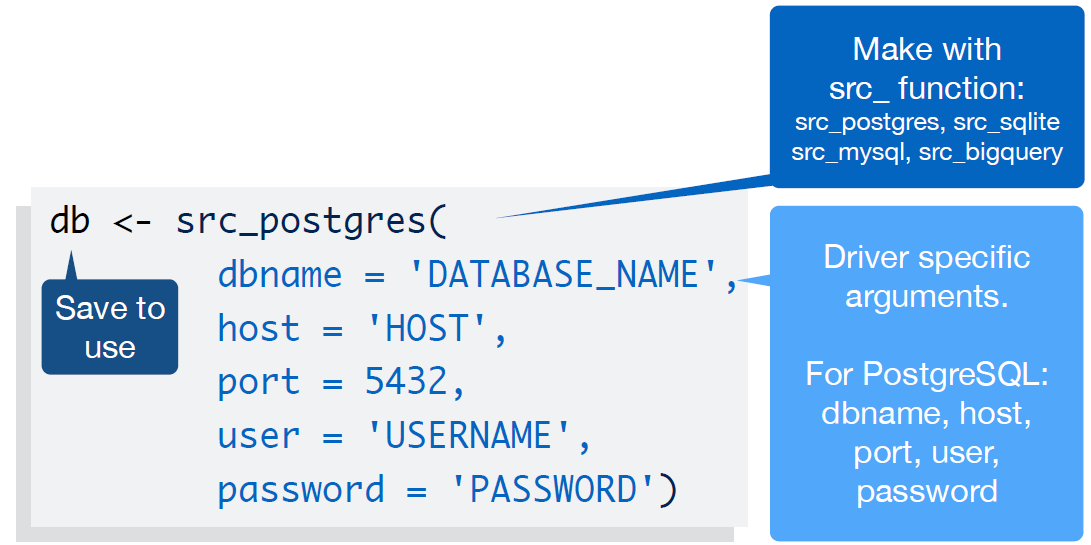 Make with
src_ function:
src_postgres, src_sqlite
src_mysql, src_bigquery
db <- src_postgres(
dbname = 'DATABASE_NAME',
host = 'HOST',
port = 5432,
user = 'USERNAME',
password = 'PASSWORD')
Save to
use
Driver specific
arguments.
For PostgreSQL:
dbname, host,
port, user,
password